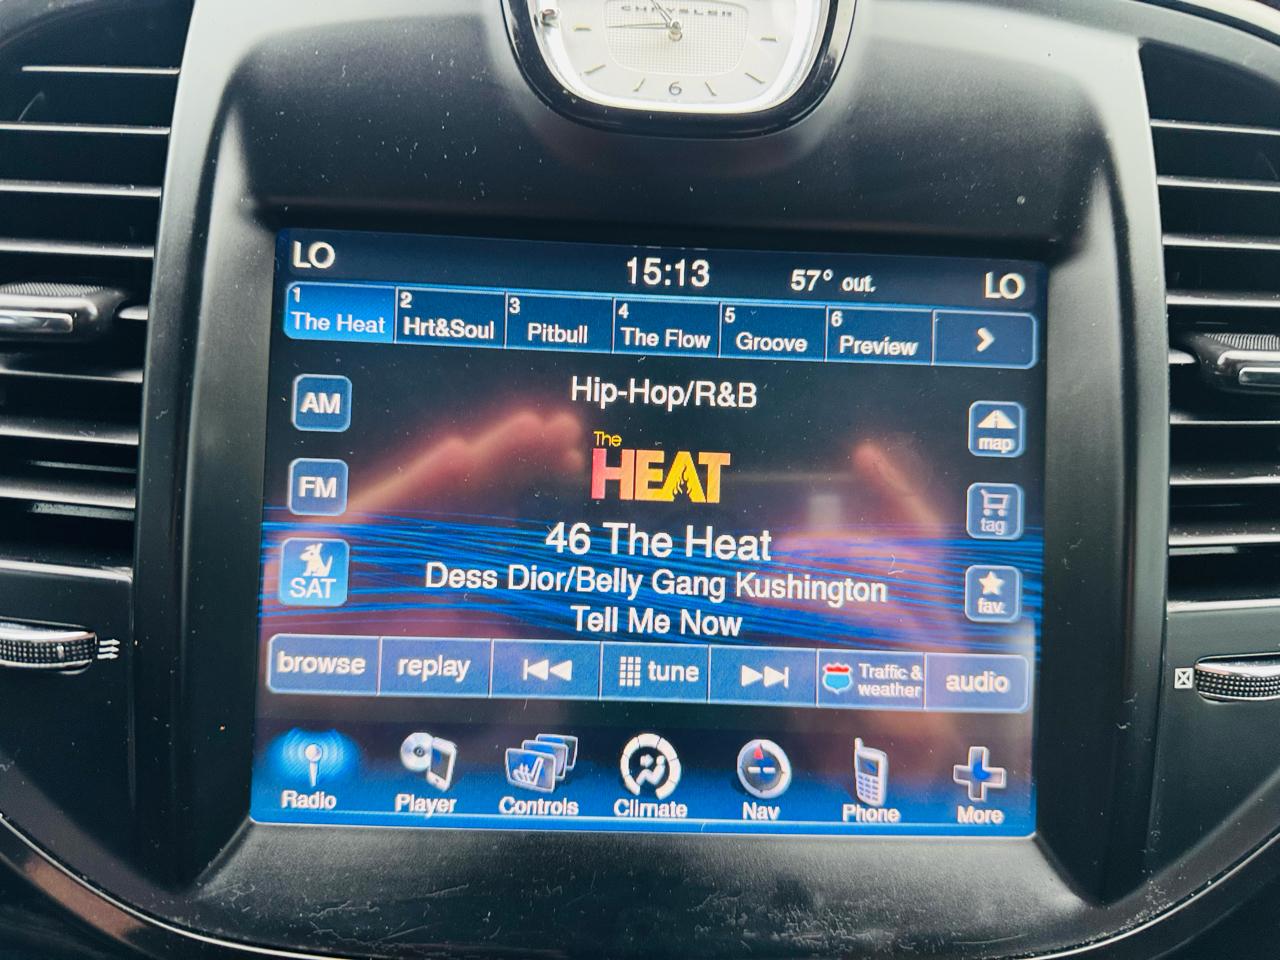 CHRYSLER
6
LO 15:13 57° out. LO
1 The Heat
2 Hrt&Soul
3 Pitbull
4 The Flow
5 Groove
6 Preview
Hip-Hop/R&B
AM
map
The
HEAT
FM
tag
46 The Heat
SAT
Dess Dior/Belly Gang Kushington
fav.
Tell Me Now
browse replay tune Traffic & weather audio
Radio Player Controls Climate Nav Phone More